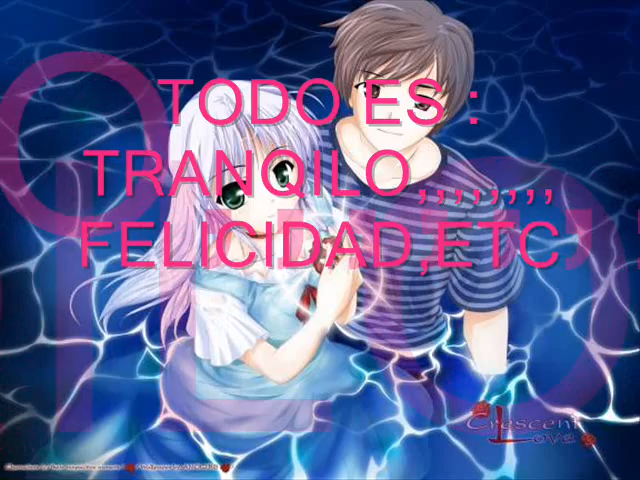 TODO ES :
TRANQILO,,,,,,,,,
FELICIDAD,ETC
Crescent
Love